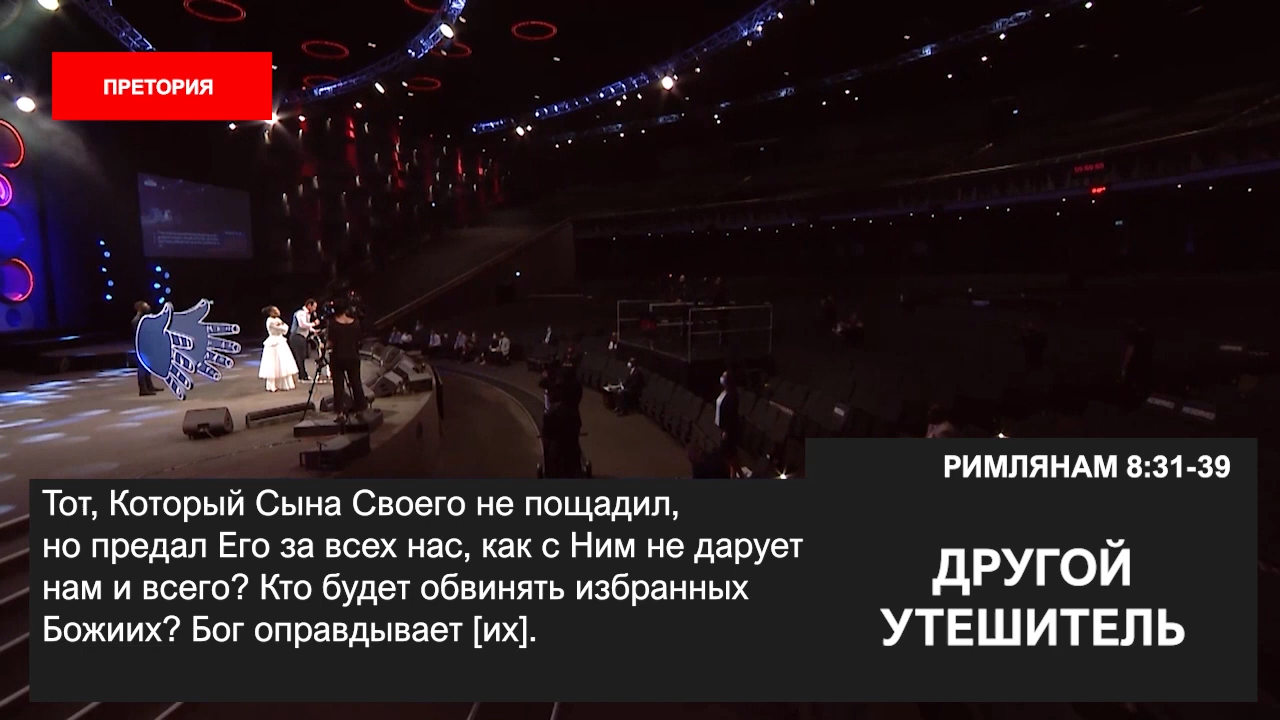 ПРЕТОРИЯ
РИМЛЯНАМ 8:31-39
Тот, Который Сына Своего не пощадил,
но предал Его за всех нас, как с Ним не дарует
нам и всего? Кто будет обвинять избранных
Божиих? Бог оправдывает [их].
ДРУГОЙ
УТЕШИТЕЛЬ